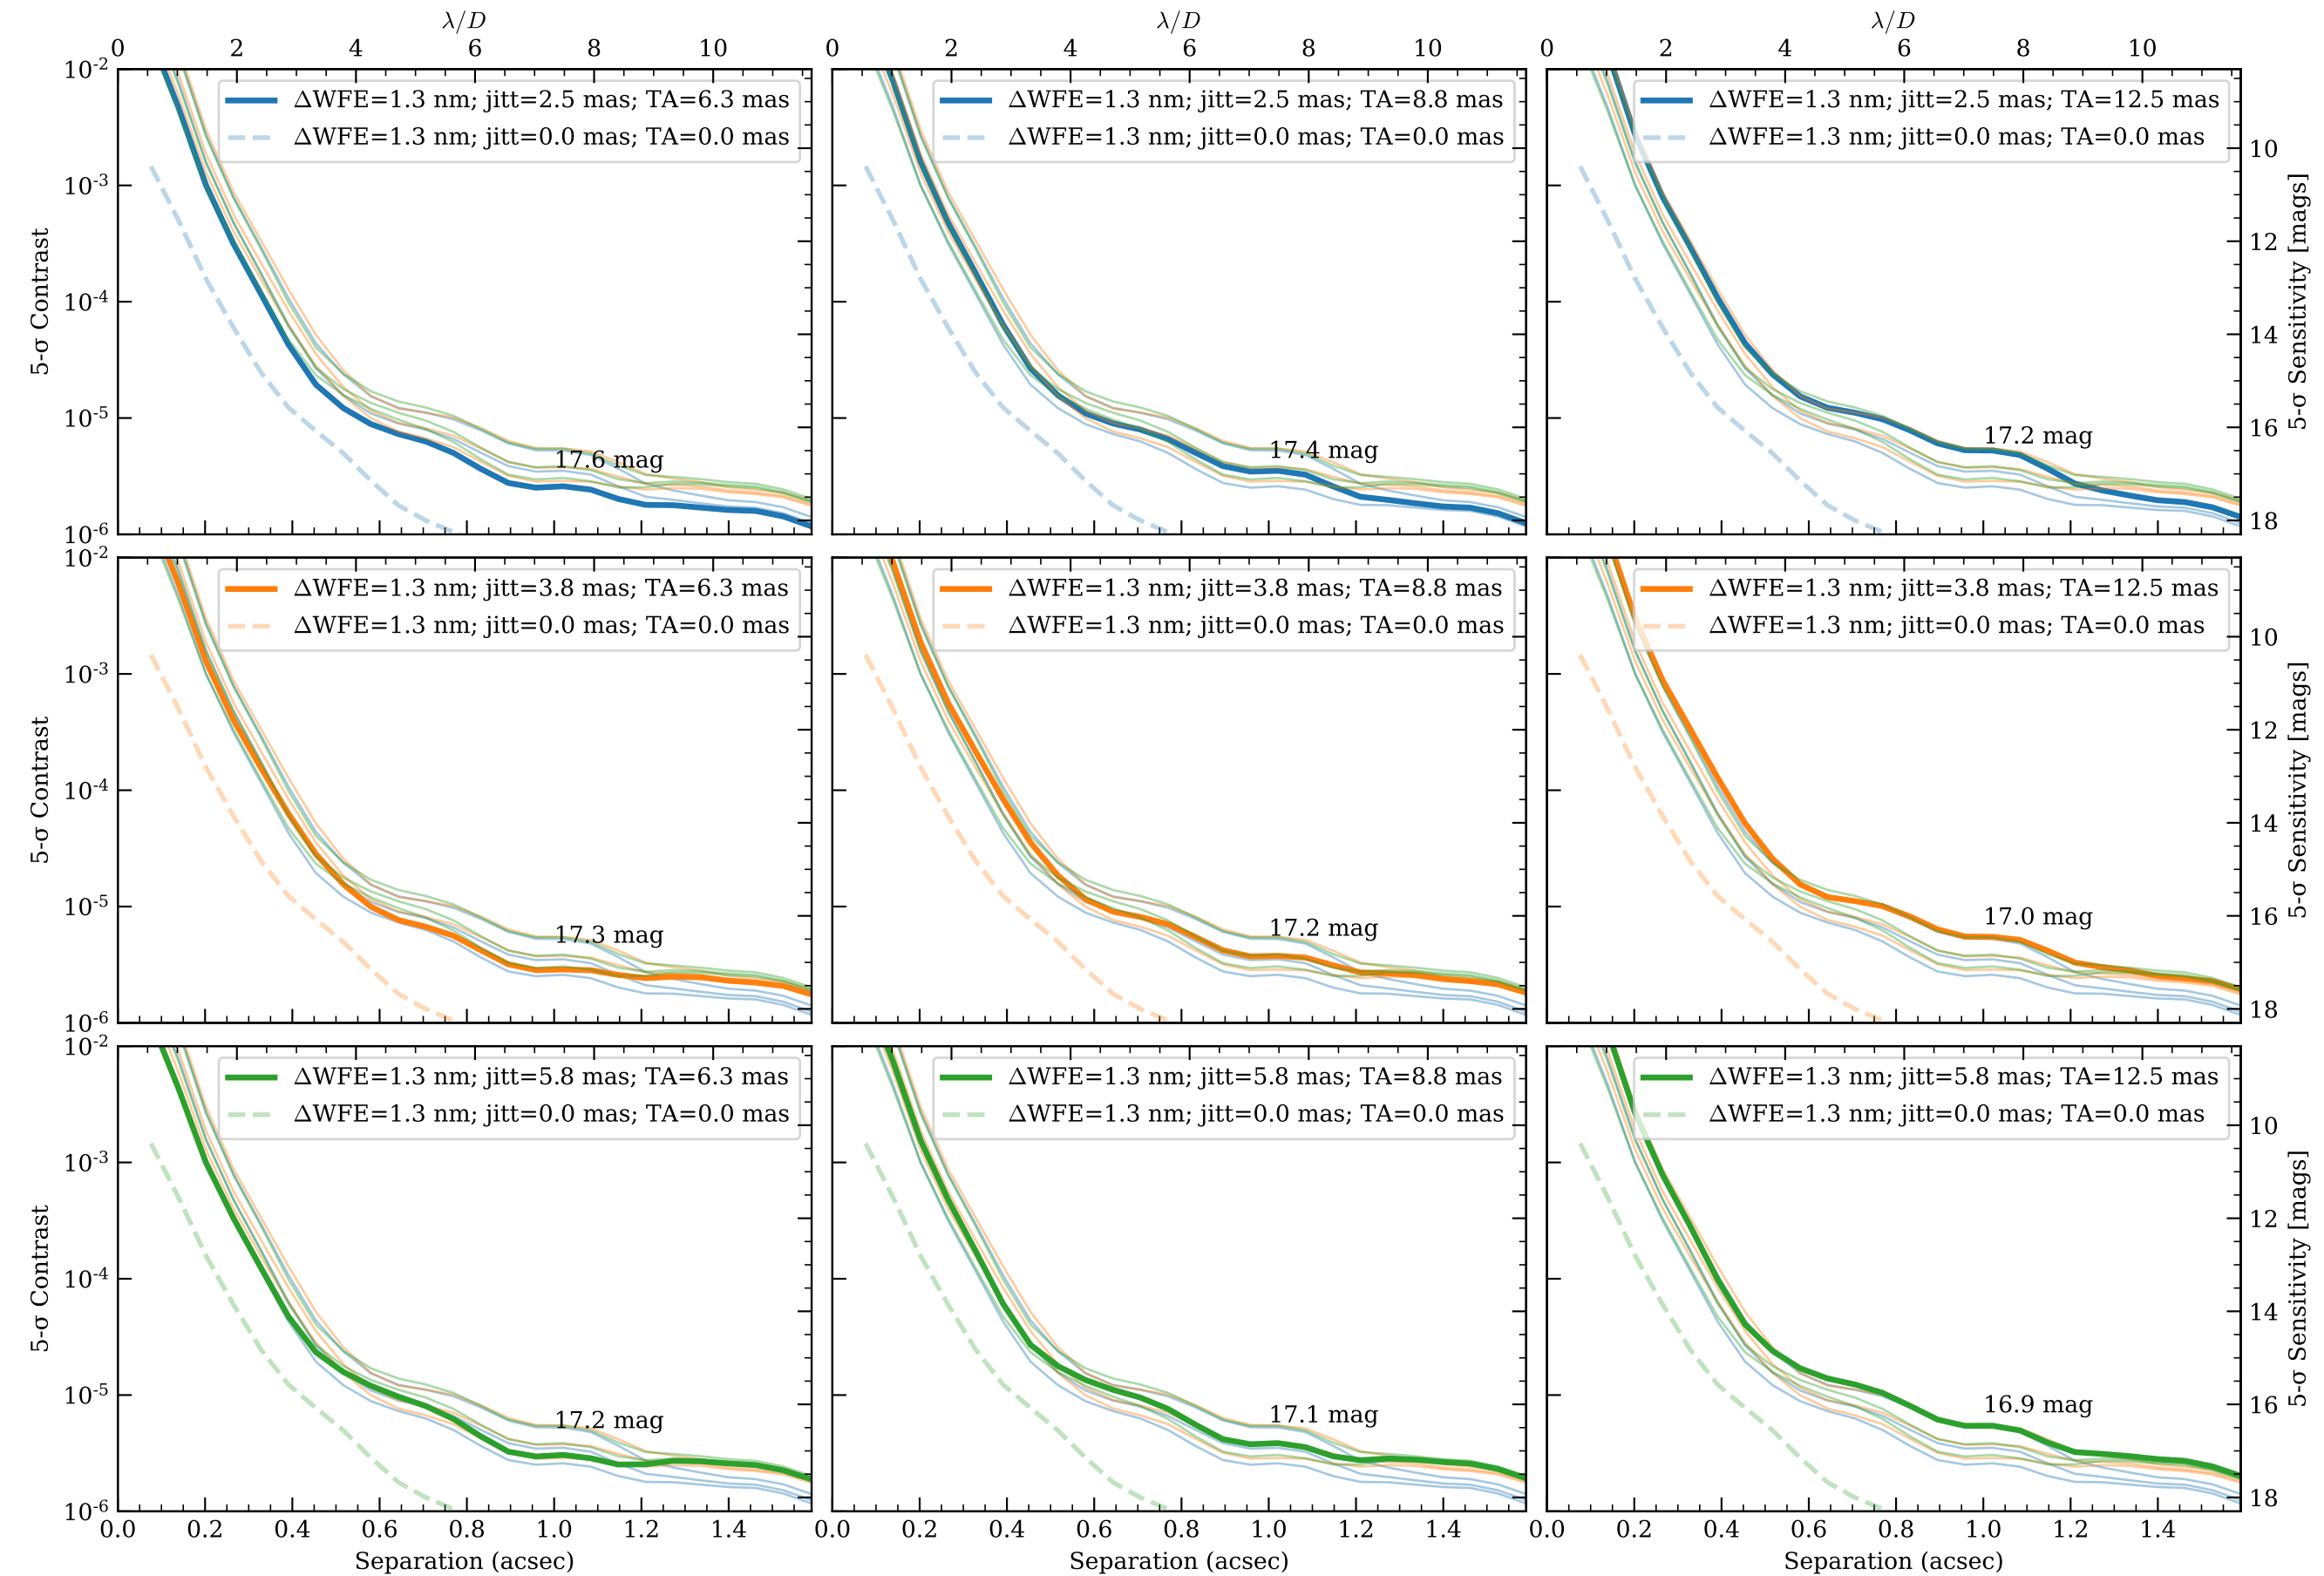 λ/D λ/D λ/D
0 2 4 6 8 10 0 2 4 6 8 10 0 2 4 6 8 10
10-2
ΔWFE=1.3 nm; jitt=2.5 mas; TA=6.3 mas
ΔWFE=1.3 nm; jitt=0.0 mas; TA=0.0 mas
ΔWFE=1.3 nm; jitt=2.5 mas; TA=8.8 mas
ΔWFE=1.3 nm; jitt=0.0 mas; TA=0.0 mas
ΔWFE=1.3 nm; jitt=2.5 mas; TA=12.5 mas
ΔWFE=1.3 nm; jitt=0.0 mas; TA=0.0 mas
10-3
10-4
10-5
10-6
5-σ Contrast
17.6 mag
17.4 mag
17.2 mag
10
12
14
16
18
5-σ Sensitivity [mags]
10-2
ΔWFE=1.3 nm; jitt=3.8 mas; TA=6.3 mas
ΔWFE=1.3 nm; jitt=0.0 mas; TA=0.0 mas
ΔWFE=1.3 nm; jitt=3.8 mas; TA=8.8 mas
ΔWFE=1.3 nm; jitt=0.0 mas; TA=0.0 mas
ΔWFE=1.3 nm; jitt=3.8 mas; TA=12.5 mas
ΔWFE=1.3 nm; jitt=0.0 mas; TA=0.0 mas
10-3
10-4
10-5
10-6
5-σ Contrast
17.3 mag
17.2 mag
17.0 mag
10
12
14
16
18
5-σ Sensitivity [mags]
10-2
ΔWFE=1.3 nm; jitt=5.8 mas; TA=6.3 mas
ΔWFE=1.3 nm; jitt=0.0 mas; TA=0.0 mas
ΔWFE=1.3 nm; jitt=5.8 mas; TA=8.8 mas
ΔWFE=1.3 nm; jitt=0.0 mas; TA=0.0 mas
ΔWFE=1.3 nm; jitt=5.8 mas; TA=12.5 mas
ΔWFE=1.3 nm; jitt=0.0 mas; TA=0.0 mas
10-3
10-4
10-5
10-6
5-σ Contrast
17.2 mag
17.1 mag
16.9 mag
10
12
14
16
18
5-σ Sensitivity [mags]
0.0 0.2 0.4 0.6 0.8 1.0 1.2 1.4 0.0 0.2 0.4 0.6 0.8 1.0 1.2 1.4 0.0 0.2 0.4 0.6 0.8 1.0 1.2 1.4
Separation (acsec) Separation (acsec) Separation (acsec)